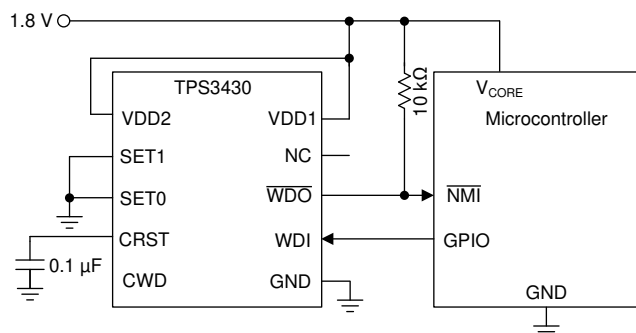 1.8 V
TPS3430
VDD2
VDD1
SET1
NC
SET0
WDO
CRST
WDI
0.1 µF
CWD
GND
10 kΩ
VCORE
Microcontroller
NMI
GPIO
GND